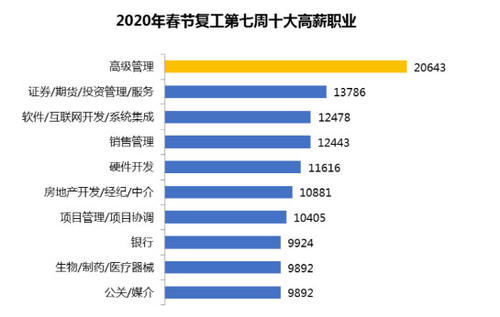 2020年春节复工第七周十大高薪职业
高级管理 20643
证券/期货/投资管理/服务 13786
软件/互联网开发/系统集成 12478
销售管理 12443
硬件开发 11616
房地产开发/经纪/中介 10881
项目管理/项目协调 10405
银行 9924
生物/制药/医疗器械 9892
公关/媒介 9892